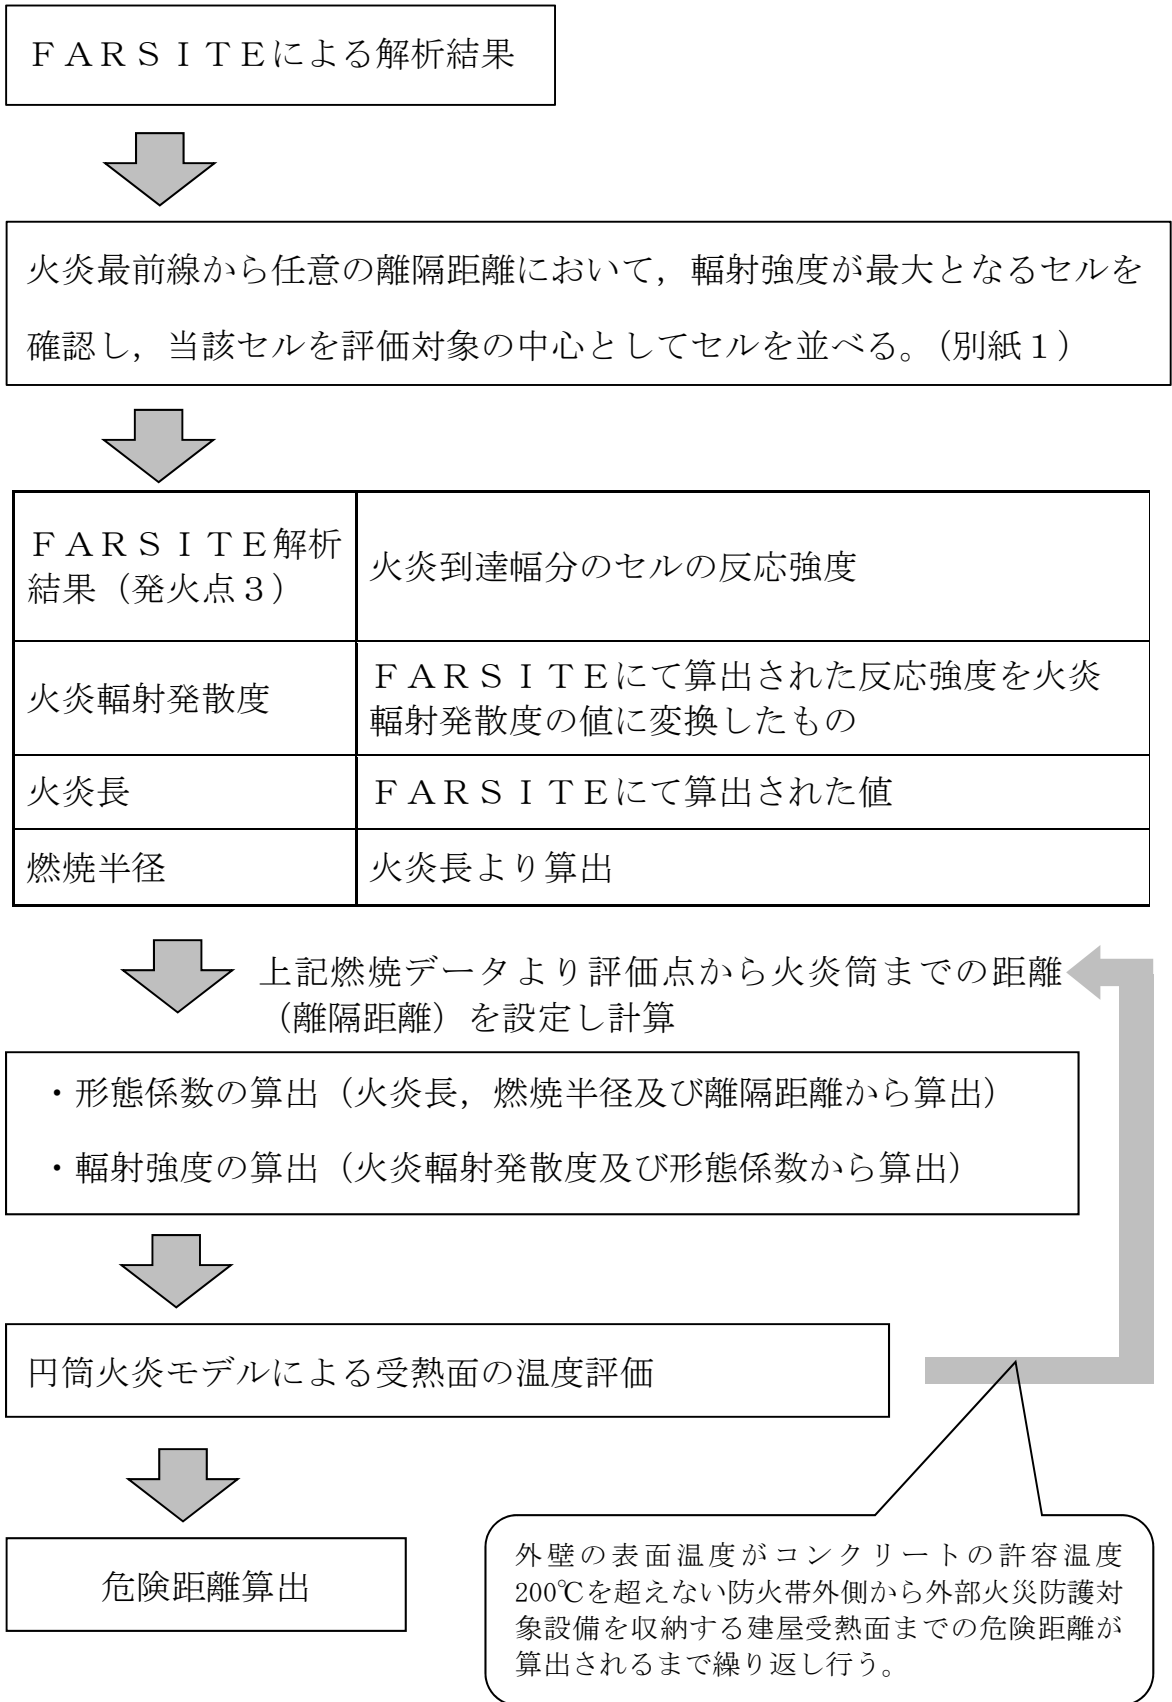 ＦＡＲＳＩＴＥによる解析結果
火炎最前線から任意の離隔距離において，輻射強度が最大となるセルを
確認し，当該セルを評価対象の中心としてセルを並べる。（別紙１）
ＦＡＲＳＩＴＥ解析
結果（発火点３）
火炎到達幅分のセルの反応強度
火炎輻射発散度
ＦＡＲＳＩＴＥにて算出された反応強度を火炎
輻射発散度の値に変換したもの
火炎長
ＦＡＲＳＩＴＥにて算出された値
燃焼半径
火炎長より算出
上記燃焼データより評価点から火炎筒までの距離
（離隔距離）を設定し計算
・形態係数の算出（火炎長，燃焼半径及び離隔距離から算出）
・輻射強度の算出（火炎輻射発散度及び形態係数から算出）
円筒火炎モデルによる受熱面の温度評価
危険距離算出
外壁の表面温度がコンクリートの許容温度
200℃を超えない防火帯外側から外部火災防護対
象設備を収納する建屋受熱面までの危険距離が
算出されるまで繰り返し行う。